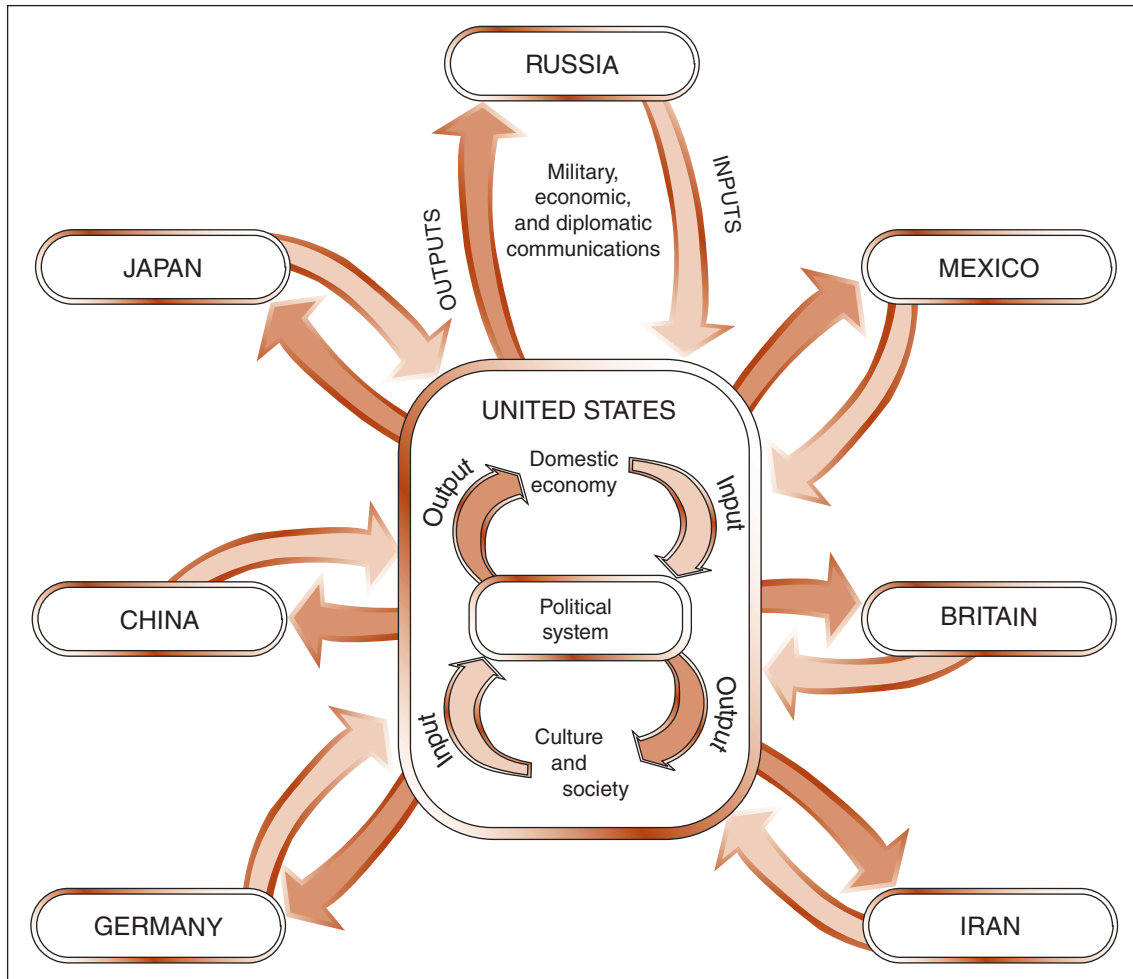 RUSSIA
Military,
economic,
and diplomatic
communications
OUTPUTS
INPUTS
JAPAN
MEXICO
UNITED STATES
Domestic
economy
Output
Input
CHINA
Political
system
BRITAIN
Input
Output
Culture
and
society
GERMANY
IRAN